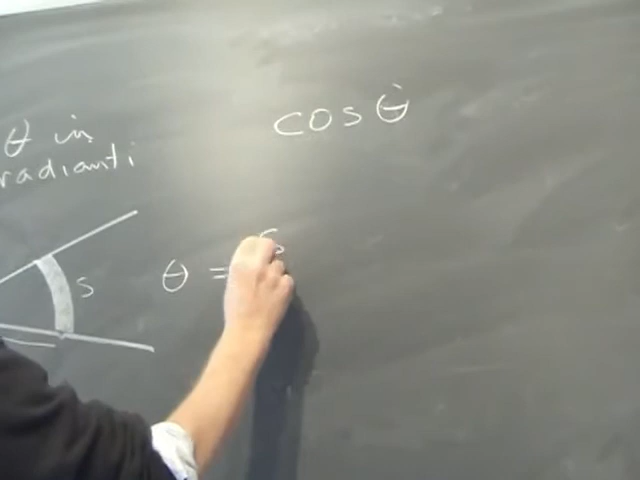 θ in
radianti
cos θ
s
θ = s